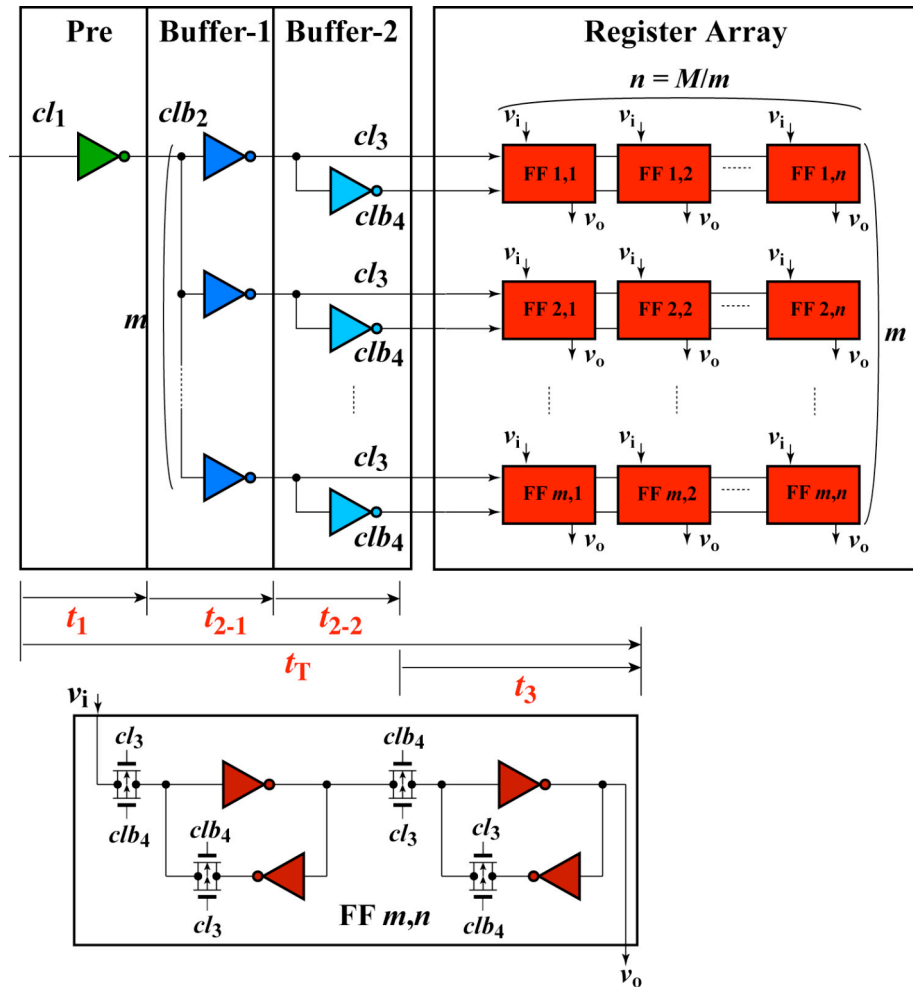 Pre Buffer-1 Buffer-2 Register Array
n = M/m
cl1 clb2 cl3 vi vi vi
FF 1,1 FF 1,2 FF 1,n
clb4 vo vo vo
cl3 vi vi vi
m FF 2,1 FF 2,2 FF 2,n m
clb4 vo vo vo
cl3 vi vi vi
FF m,1 FF m,2 FF m,n
clb4 vo vo vo
t1 t2-1 t2-2
tT t3
vi
cl3 clb4
clb4 clb4 cl3 cl3
cl3 FF m,n clb4
vo